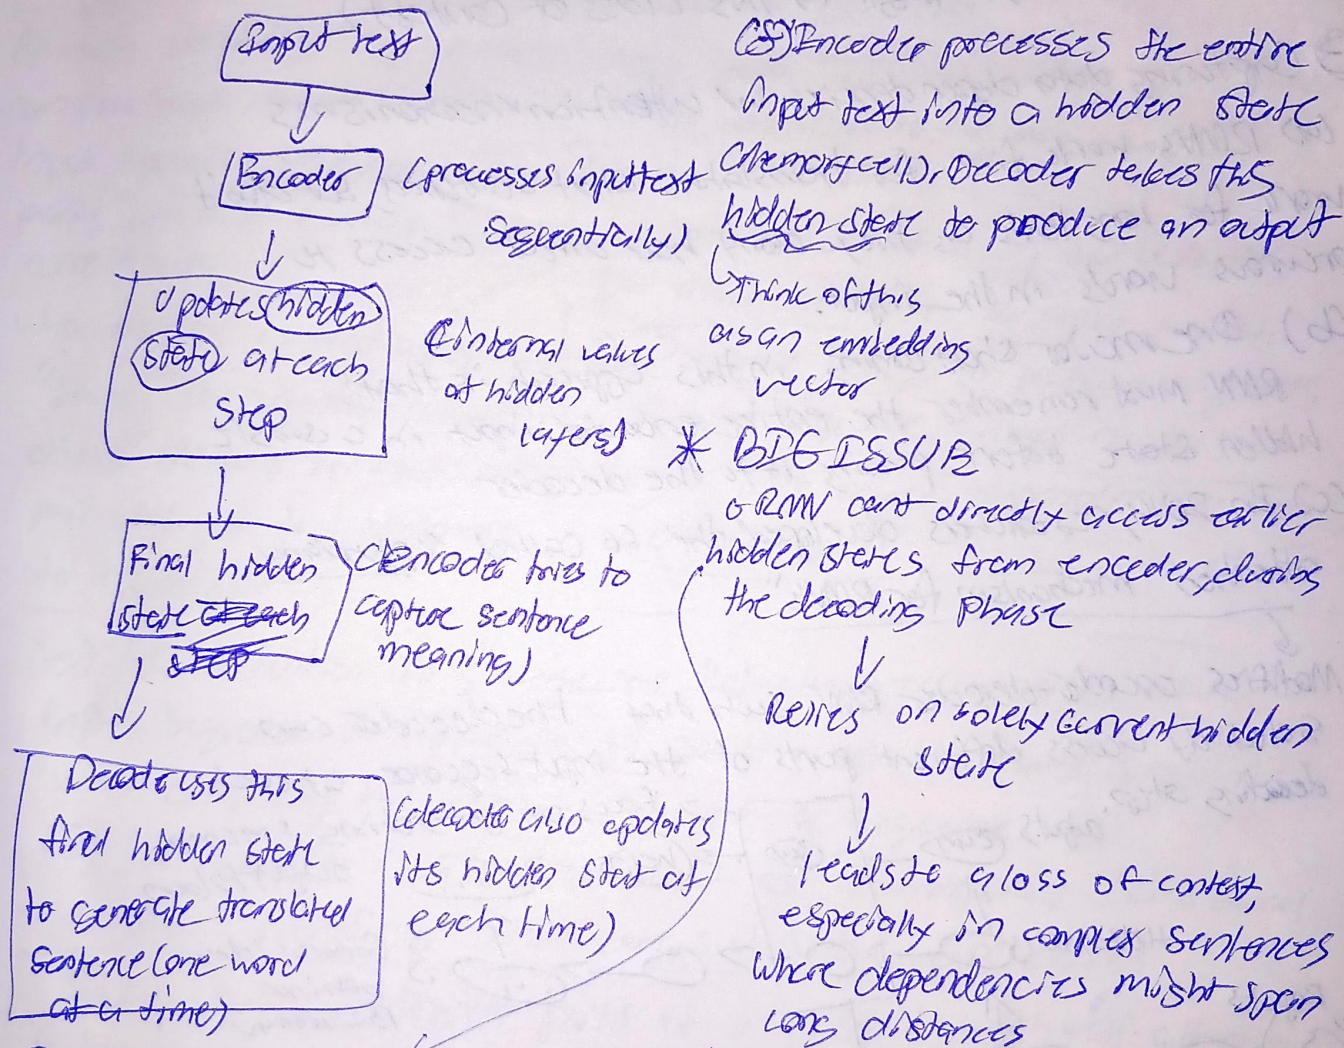 Input text
Encoder
(processes input text
sequentially)
Updates hidden
state at each
step
(internal values
at hidden
layers)
Final hidden
state at each
step
(encoder tries to
capture sentence
meaning)
Decoder uses this
final hidden state
to generate translated
sentence (one word
at a time)
(decoder also updates
its hidden stat at
each time)
Encoder processes the entire
input text into a hidden state
(memory cell). Decoder takes this
hidden state to produce an output
Think of this
as an embedding
vector
* BIG ISSUE
RNN cant directly access earlier
hidden states from encoder, during
the decoding phase
Relies on solely current hidden
state
leads to a loss of context,
especially in complex sentences
where dependencies might span
long distances